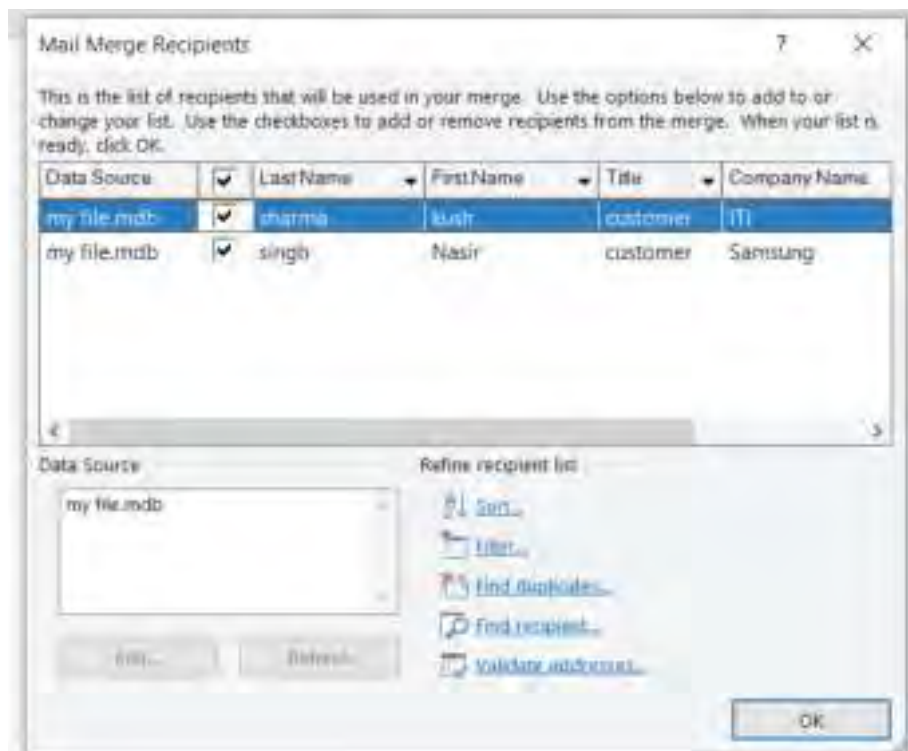 Mail Merge Recipients ?
This is the list of recipients that will be used in your merge. Use the options below to add to or
change your list. Use the checkboxes to add or remove recipients from the merge. When your list is
ready, click OK.
Data Source Last Name First Name Title Company Name
my file.mdb sharma kush customer ITI
my file.mdb singh Nasir customer Samsung
Data Source Refine recipient list
my file.mdb
Sort...
Filter...
Find duplicates...
Find recipient...
Validate addresses...
Edit... Refresh
OK